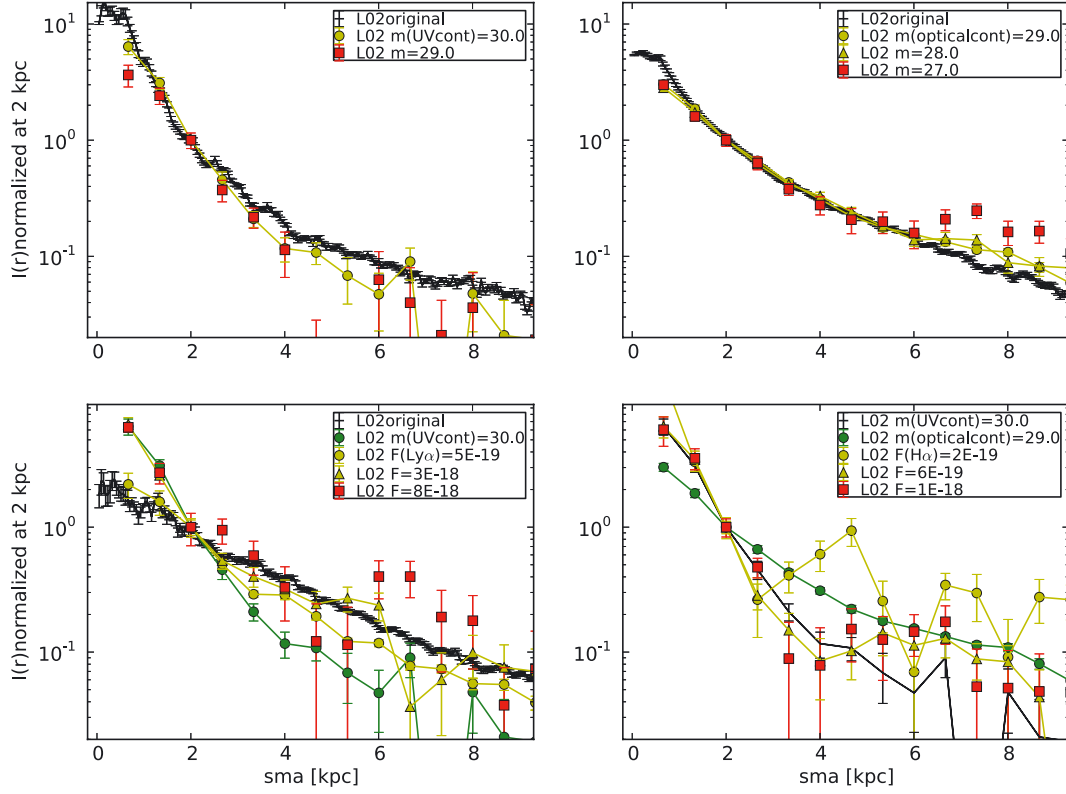 I(r)normalized at 2 kpc
10¹
10⁰
10⁻¹
0 2 4 6 8
L02original
L02 m(UVcont)=30.0
L02 m=29.0
10¹
10⁰
10⁻¹
0 2 4 6 8
L02original
L02 m(opticalcont)=29.0
L02 m=28.0
L02 m=27.0
I(r)normalized at 2 kpc
10⁰
10⁻¹
0 2 4 6 8
sma [kpc]
L02original
L02 m(UVcont)=30.0
L02 F(Lyα)=5E-19
L02 F=3E-18
L02 F=8E-18
10⁰
10⁻¹
0 2 4 6 8
sma [kpc]
L02 m(UVcont)=30.0
L02 m(opticalcont)=29.0
L02 F(Hα)=2E-19
L02 F=6E-19
L02 F=1E-18